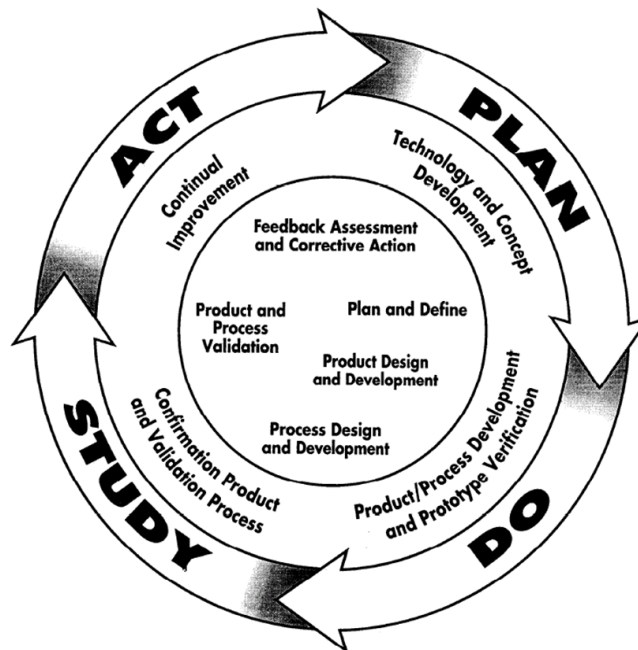 ACT
PLAN
Continual
Improvement
Technology and Concept
Development
Feedback Assessment
and Corrective Action
Product and
Process
Validation
Plan and Define
Product Design
and Development
Process Design
and Development
Confirmation Product
and Validation Process
Product/Process Development
and Prototype Verification
STUDY
DO